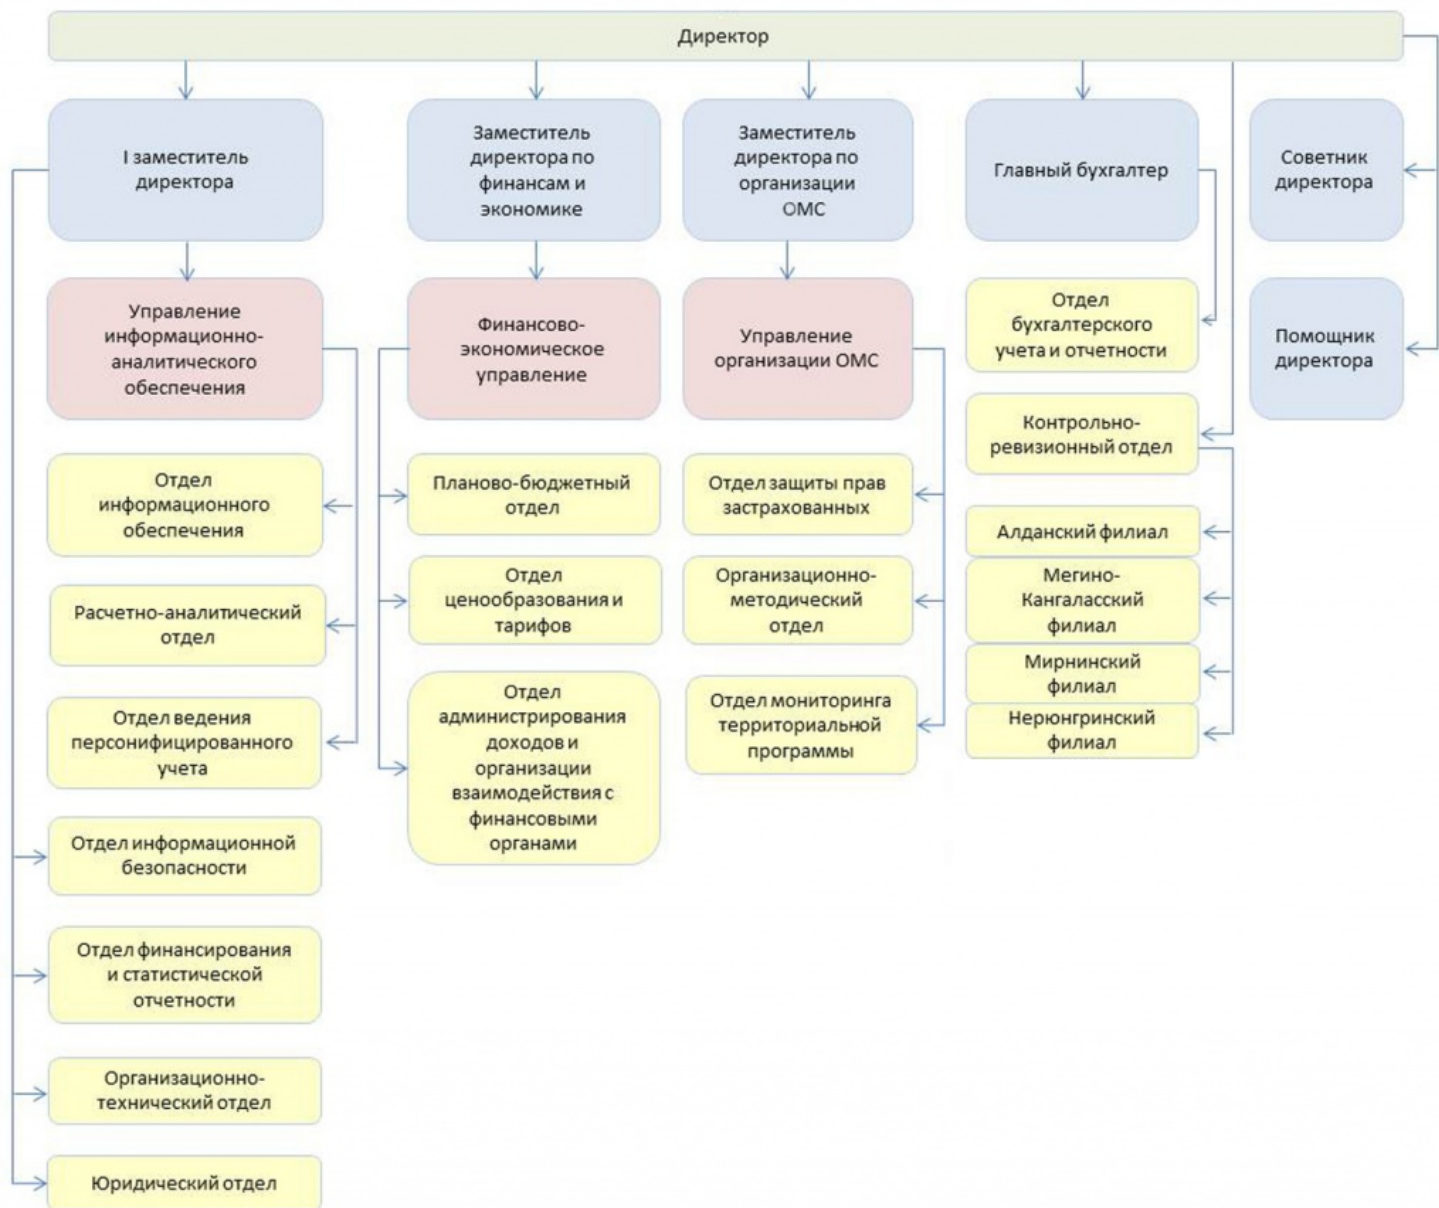 Директор
I заместитель
директора
Заместитель
директора по
финансам и
экономике
Заместитель
директора по
организации
ОМС
Главный бухгалтер
Советник
директора
Управление
информационно-
аналитического
обеспечения
Финансово-
экономическое
управление
Управление
организации ОМС
Отдел
бухгалтерского
учета и отчетности
Помощник
директора
Контрольно-
ревизионный отдел
Отдел
информационного
обеспечения
Планово-бюджетный
отдел
Отдел защиты прав
застрахованных
Алданский филиал
Расчетно-аналитический
отдел
Отдел
ценообразования и
тарифов
Организационно-
методический
отдел
Мегино-
Кангаласский
филиал
Мирнинский
филиал
Отдел ведения
персонифицированного
учета
Отдел
администрирования
доходов и
организации
взаимодействия с
финансовыми
органами
Отдел мониторинга
территориальной
программы
Нерюнгринский
филиал
Отдел информационной
безопасности
Отдел финансирования
и статистической
отчетности
Организационно-
технический отдел
Юридический отдел